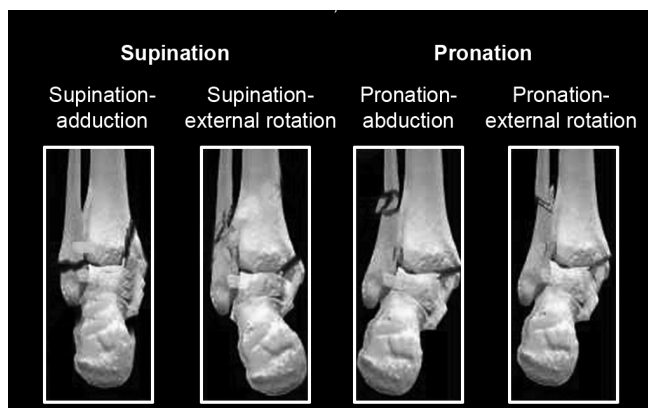 Supination
Pronation
Supination-
adduction
Supination-
external rotation
Pronation-
abduction
Pronation-
external rotation